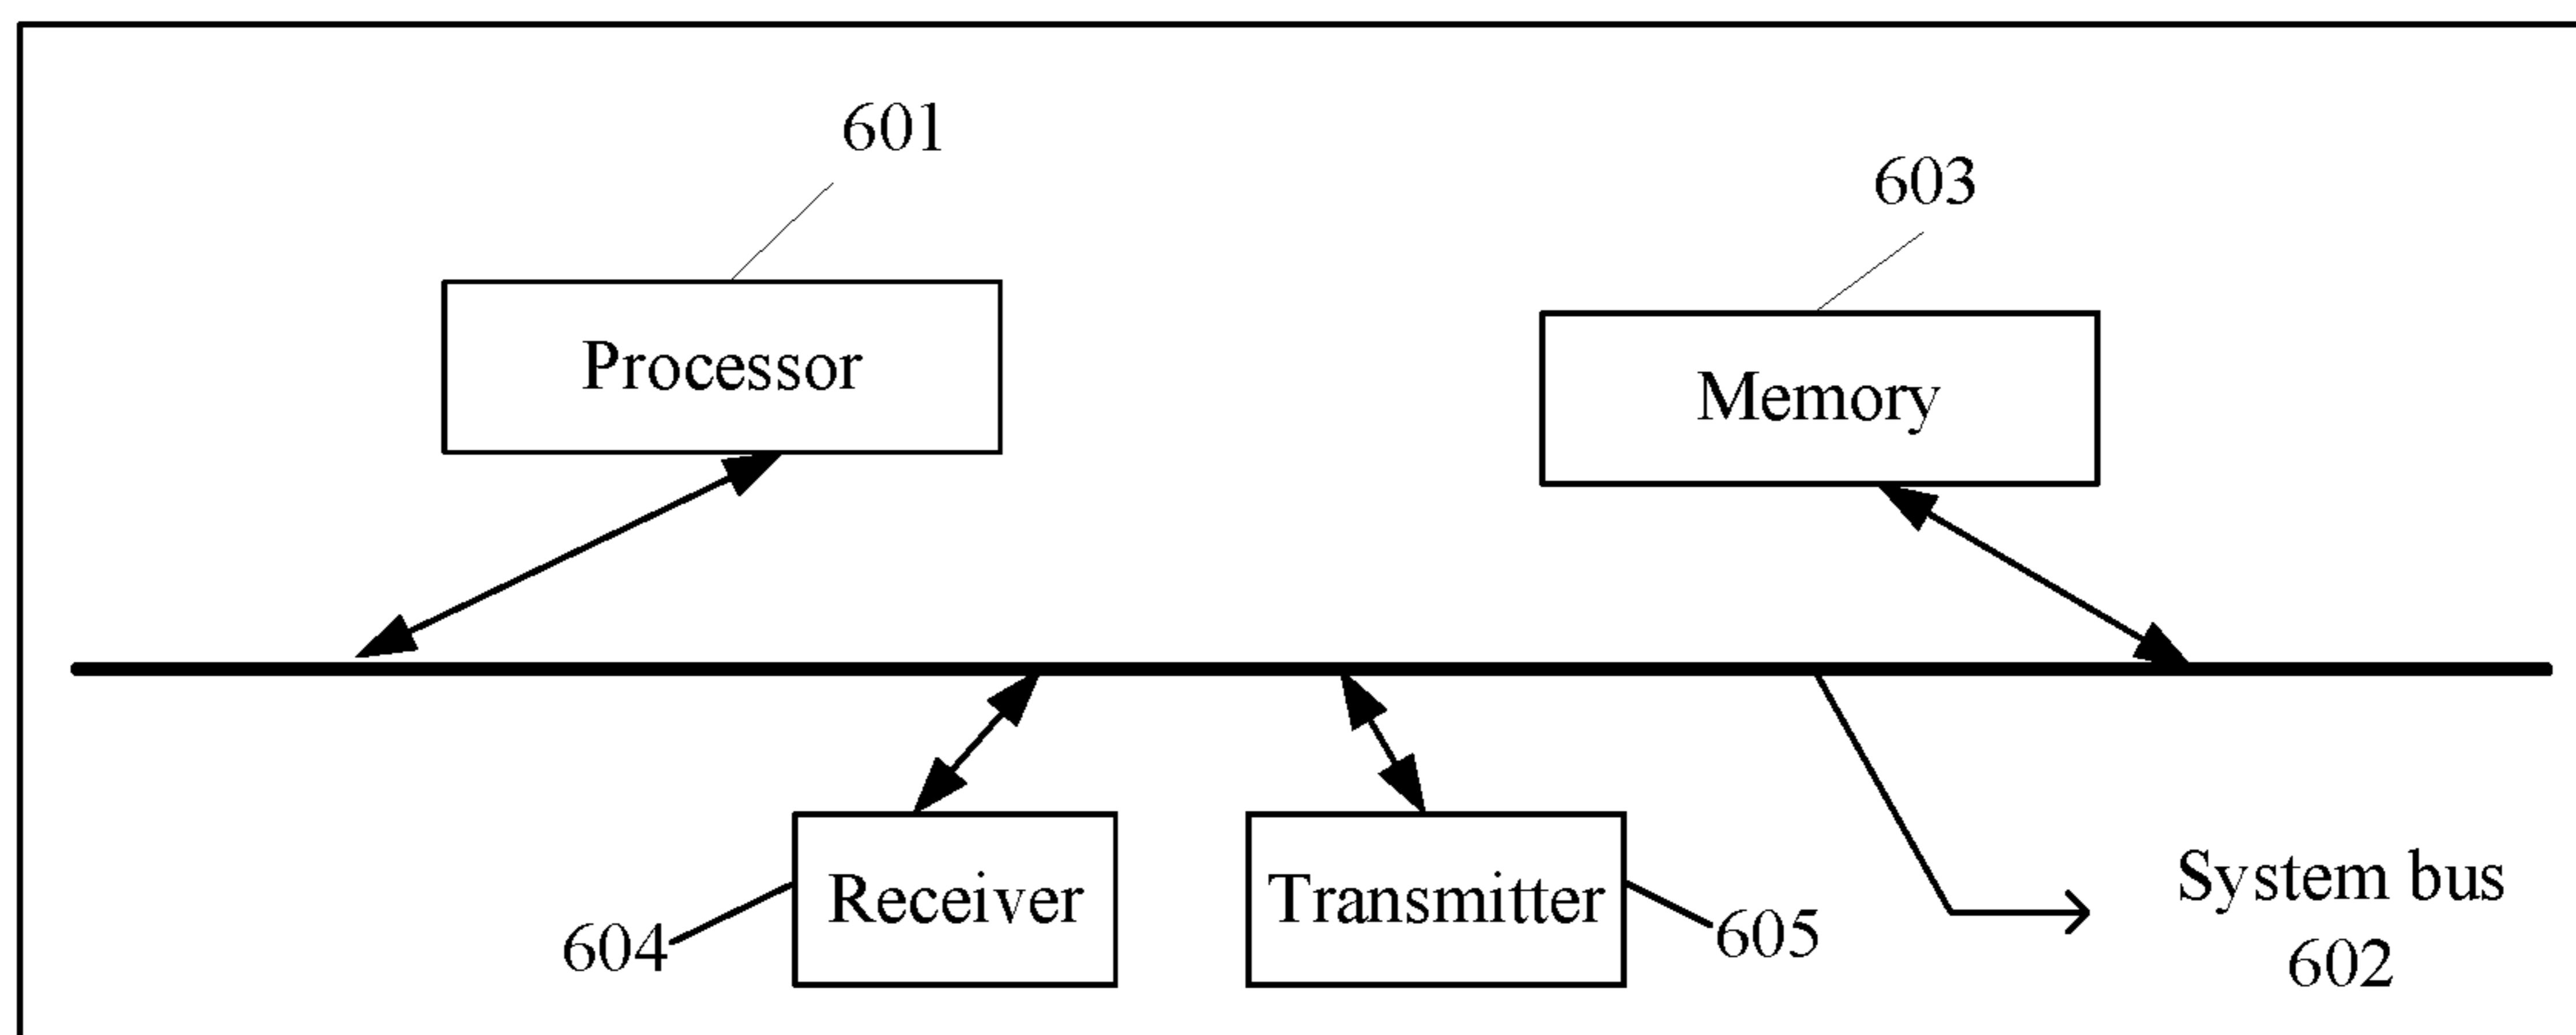 601
603
Processor
Memory
Receiver
Transmitter
604
605
System bus
602